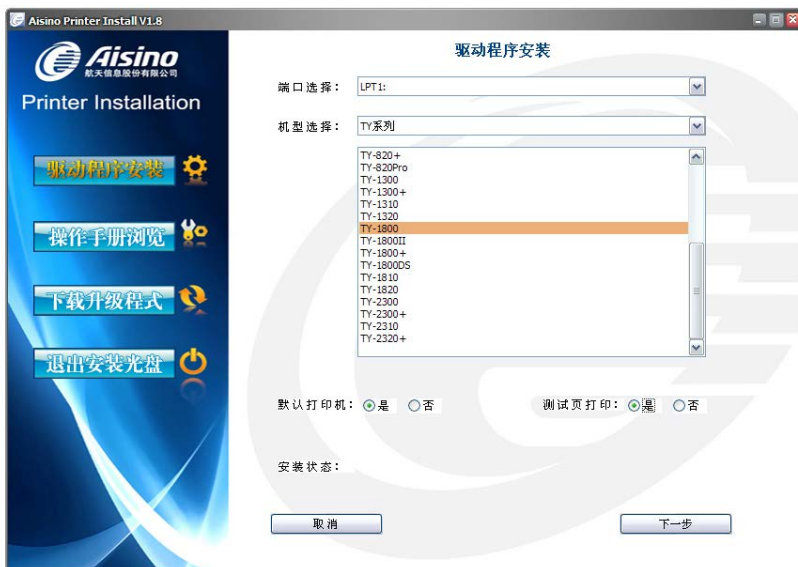 Aisino Printer Install V1.8
Aisino
航天信息股份有限公司
Printer Installation
驱动程序安装
操作手册浏览
下载升级程式
退出安装光盘
驱动程序安装
端口选择: LPT1:
机型选择: TY系列
TY-820+
TY-820Pro
TY-1300
TY-1300+
TY-1310
TY-1320
TY-1800
TY-1800II
TY-1800+
TY-1800DS
TY-1810
TY-1820
TY-2300
TY-2300+
TY-2310
TY-2320+
默认打印机: 是 否 测试页打印: 是 否
安装状态:
取消 下一步